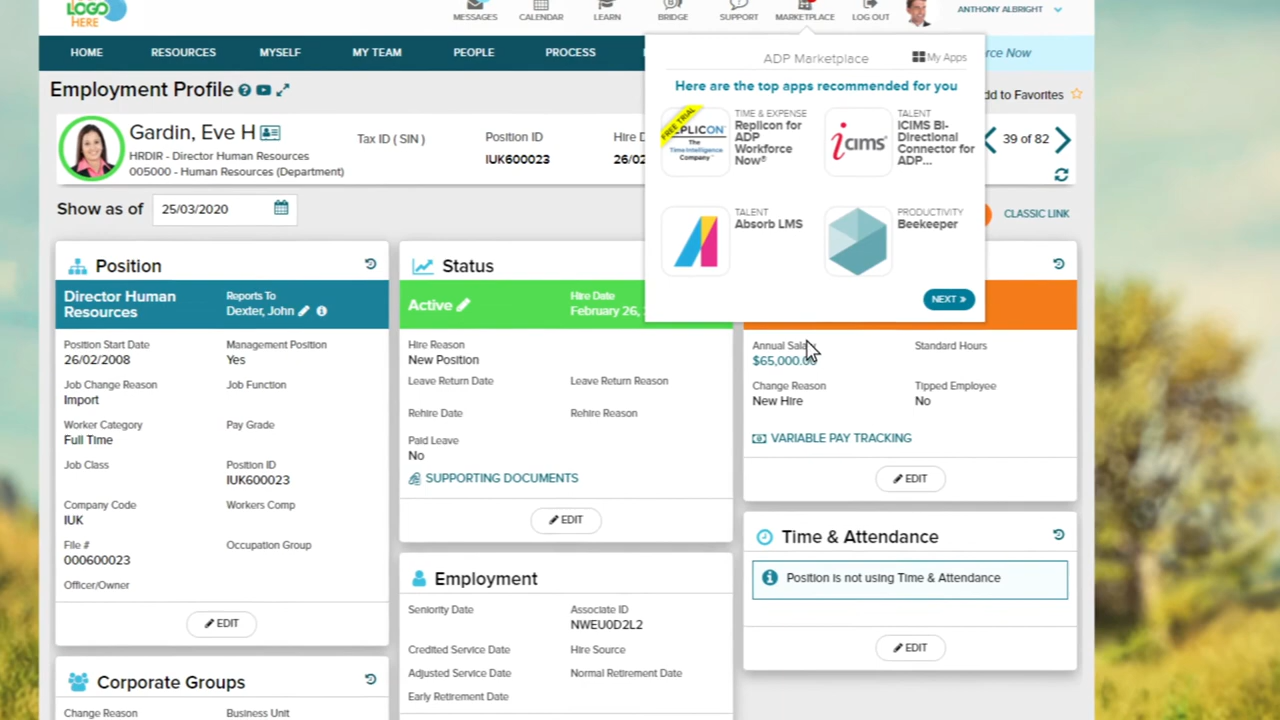 LOGO
HERE
MESSAGES
CALENDAR
LEARN
BRIDGE
SUPPORT
MARKETPLACE
LOG OUT
ANTHONY ALBRIGHT
HOME
RESOURCES
MYSELF
MY TEAM
PEOPLE
PROCESS
rce Now
ADP Marketplace
My Apps
Here are the top apps recommended for you
FREE TRIAL
REPLICON
The
Time Intelligence
Company™
TIME & EXPENSE
Replicon for
ADP
Workforce
Now®
icims
TALENT
ICIMS Bi-
Directional
Connector for
ADP...
TALENT
Absorb LMS
PRODUCTIVITY
Beekeeper
NEXT »
Employment Profile
dd to Favorites
Gardin, Eve H
HRDIR - Director Human Resources
005000 - Human Resources (Department)
Tax ID ( SIN )
Position ID
IUK600023
Hire D
26/02
39 of 82
Show as of
25/03/2020
CLASSIC LINK
Position
Director Human
Resources
Reports To
Dexter, John
Position Start Date
26/02/2008
Management Position
Yes
Job Change Reason
Import
Job Function
Worker Category
Full Time
Pay Grade
Job Class
Position ID
IUK600023
Company Code
IUK
Workers Comp
File #
000600023
Occupation Group
Officer/Owner
EDIT
Corporate Groups
Change Reason
Business Unit
Status
Active
Hire Date
February 26,
Hire Reason
New Position
Leave Return Date
Leave Return Reason
Rehire Date
Rehire Reason
Paid Leave
No
SUPPORTING DOCUMENTS
EDIT
Employment
Seniority Date
Associate ID
NWEU0D2L2
Credited Service Date
Hire Source
Adjusted Service Date
Normal Retirement Date
Early Retirement Date
Annual Sala
$65,000.00
Standard Hours
Change Reason
New Hire
Tipped Employee
No
VARIABLE PAY TRACKING
EDIT
Time & Attendance
Position is not using Time & Attendance
EDIT